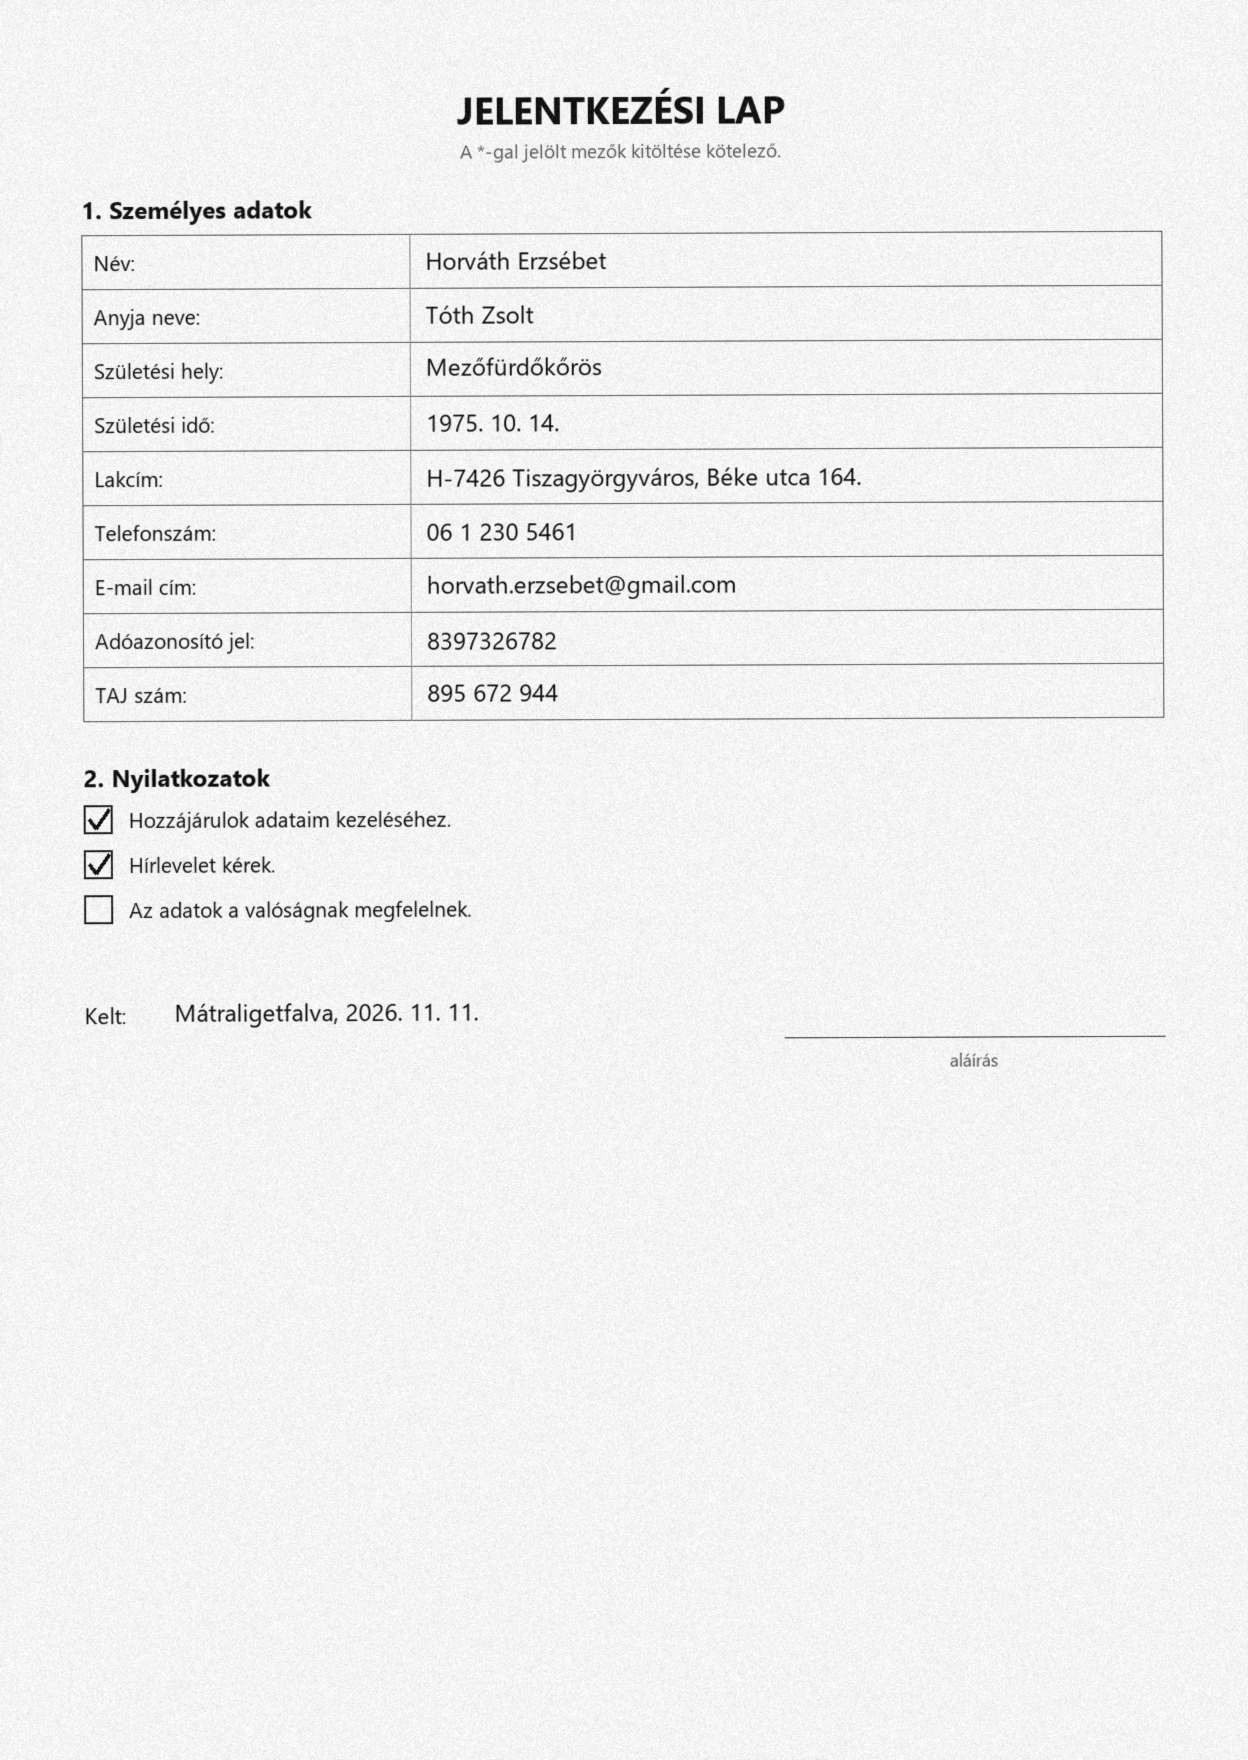 JELENTKEZÉSI LAP
A *-gal jelölt mezők kitöltése kötelező.
1. Személyes adatok
Név: Horváth Erzsébet
Anyja neve: Tóth Zsolt
Születési hely: Mezőfürdőkőrös
Születési idő: 1975. 10. 14.
Lakcím: H-7426 Tiszagyörgyváros, Béke utca 164.
Telefonszám: 06 1 230 5461
E-mail cím: horvath.erzsebet@gmail.com
Adóazonosító jel: 8397326782
TAJ szám: 895 672 944
2. Nyilatkozatok
Hozzájárulok adataim kezeléséhez.
Hírlevelet kérek.
Az adatok a valóságnak megfelelnek.
Kelt: Mátraligetfalva, 2026. 11. 11.
aláírás